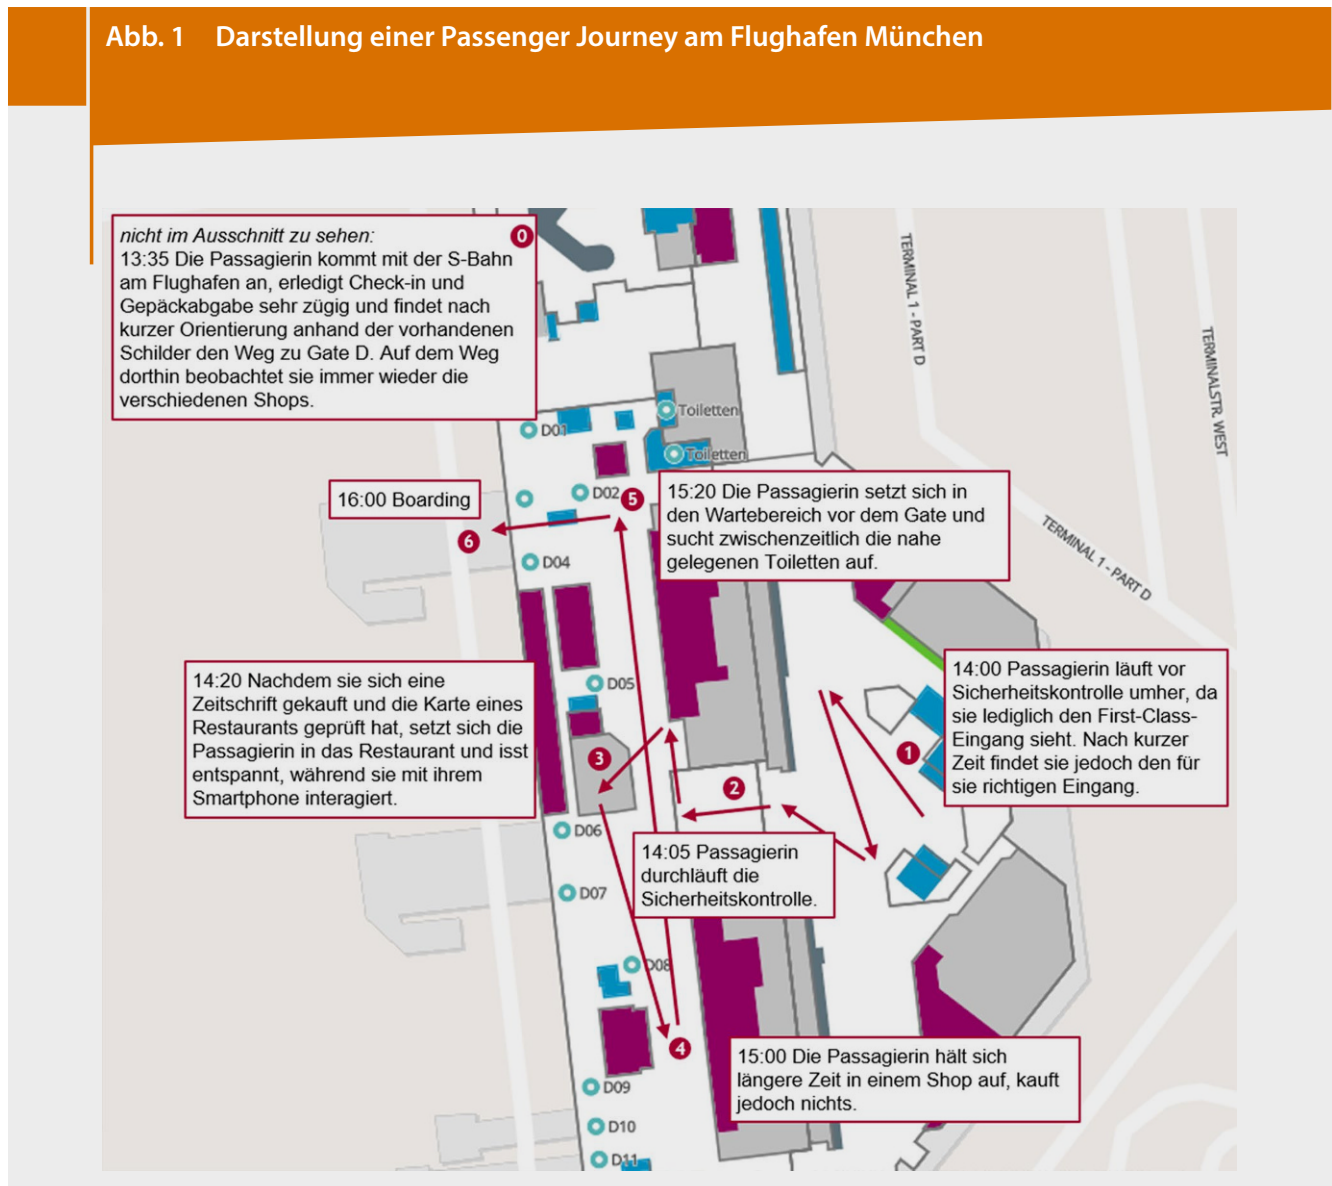 Abb. 1 Darstellung einer Passenger Journey am Flughafen München
nicht im Ausschnitt zu sehen:
0
13:35 Die Passagierin kommt mit der S-Bahn
am Flughafen an, erledigt Check-in und
Gepäckabgabe sehr zügig und findet nach
kurzer Orientierung anhand der vorhandenen
Schilder den Weg zu Gate D. Auf dem Weg
dorthin beobachtet sie immer wieder die
verschiedenen Shops.
TERMINAL 1 - PART D
TERMINALSTR. WEST
Toiletten
D01
Toiletten
16:00 Boarding
D02
5
15:20 Die Passagierin setzt sich in
den Wartebereich vor dem Gate und
sucht zwischenzeitlich die nahe
gelegenen Toiletten auf.
TERMINAL 1 - PART D
6
D04
14:20 Nachdem sie sich eine
Zeitschrift gekauft und die Karte eines
Restaurants geprüft hat, setzt sich die
Passagierin in das Restaurant und isst
entspannt, während sie mit ihrem
Smartphone interagiert.
D05
3
2
1
14:00 Passagierin läuft vor
Sicherheitskontrolle umher, da
sie lediglich den First-Class-
Eingang sieht. Nach kurzer
Zeit findet sie jedoch den für
sie richtigen Eingang.
D06
14:05 Passagierin
durchläuft die
Sicherheitskontrolle.
D07
D08
4
15:00 Die Passagierin hält sich
längere Zeit in einem Shop auf, kauft
jedoch nichts.
D09
D10
D11